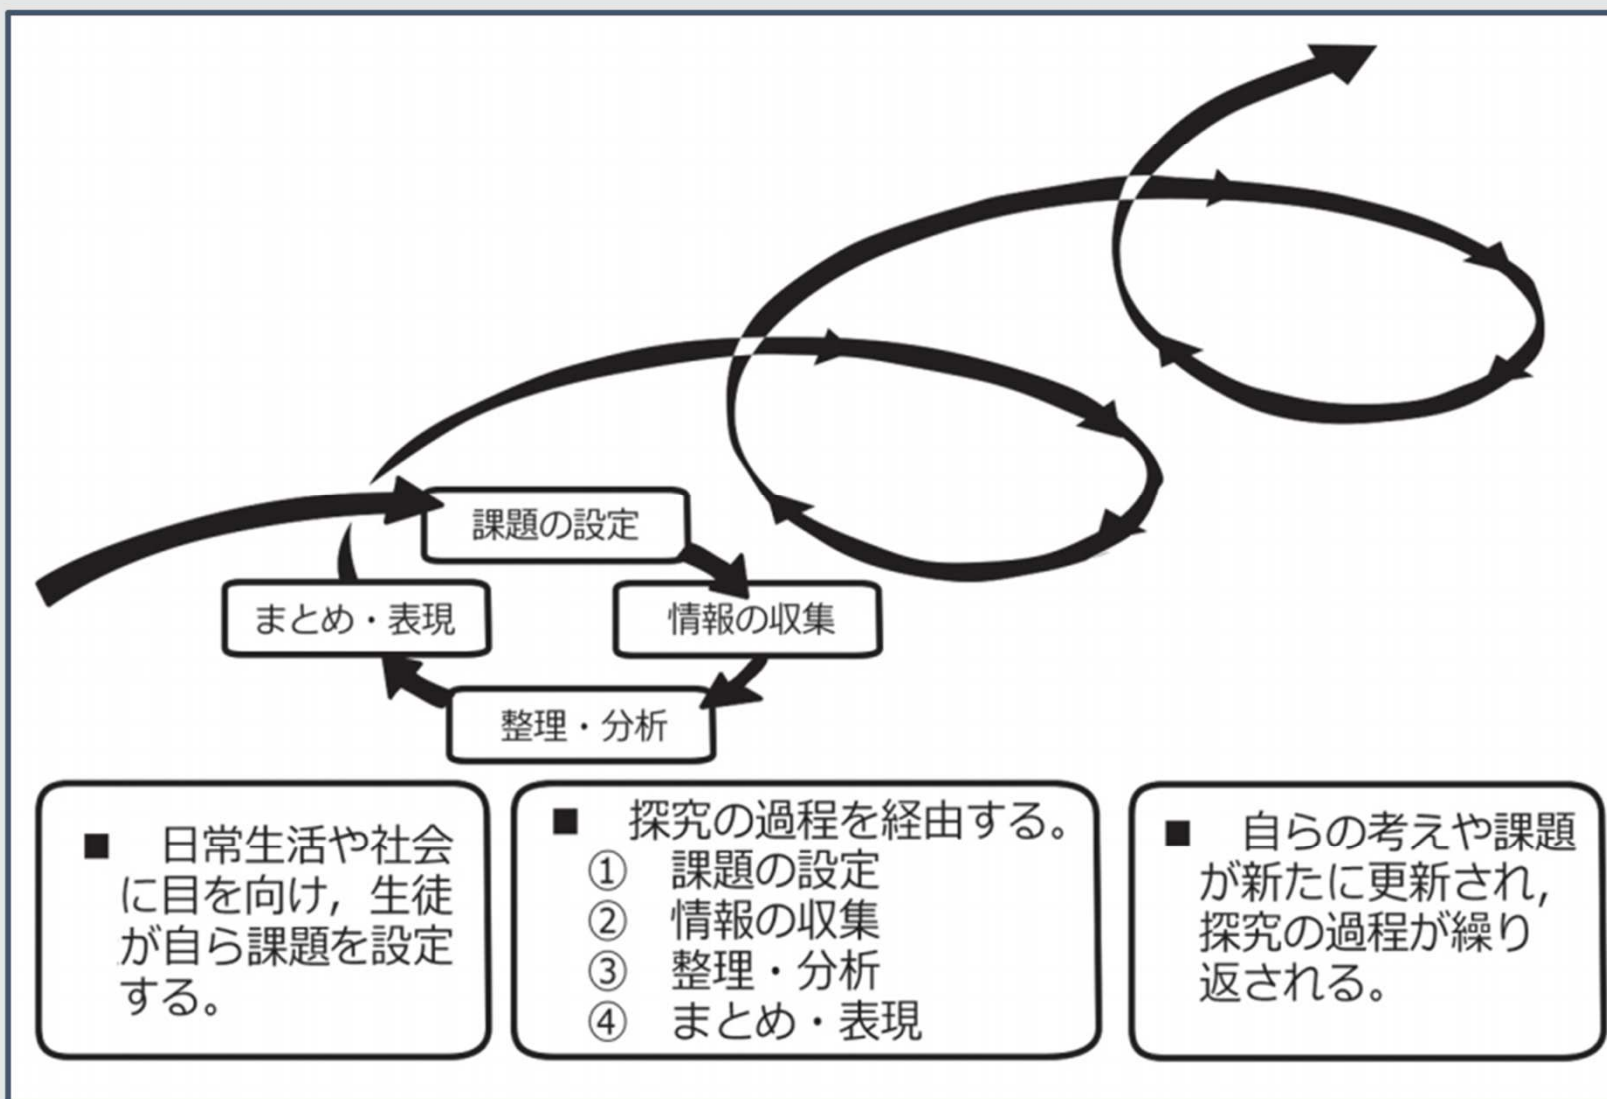 課題の設定
まとめ・表現
情報の収集
整理・分析
■ 日常生活や社会
に目を向け，生徒
が自ら課題を設定
する。
■ 探究の過程を経由する。
① 課題の設定
② 情報の収集
③ 整理・分析
④ まとめ・表現
■ 自らの考えや課題
が新たに更新され，
探究の過程が繰り
返される。